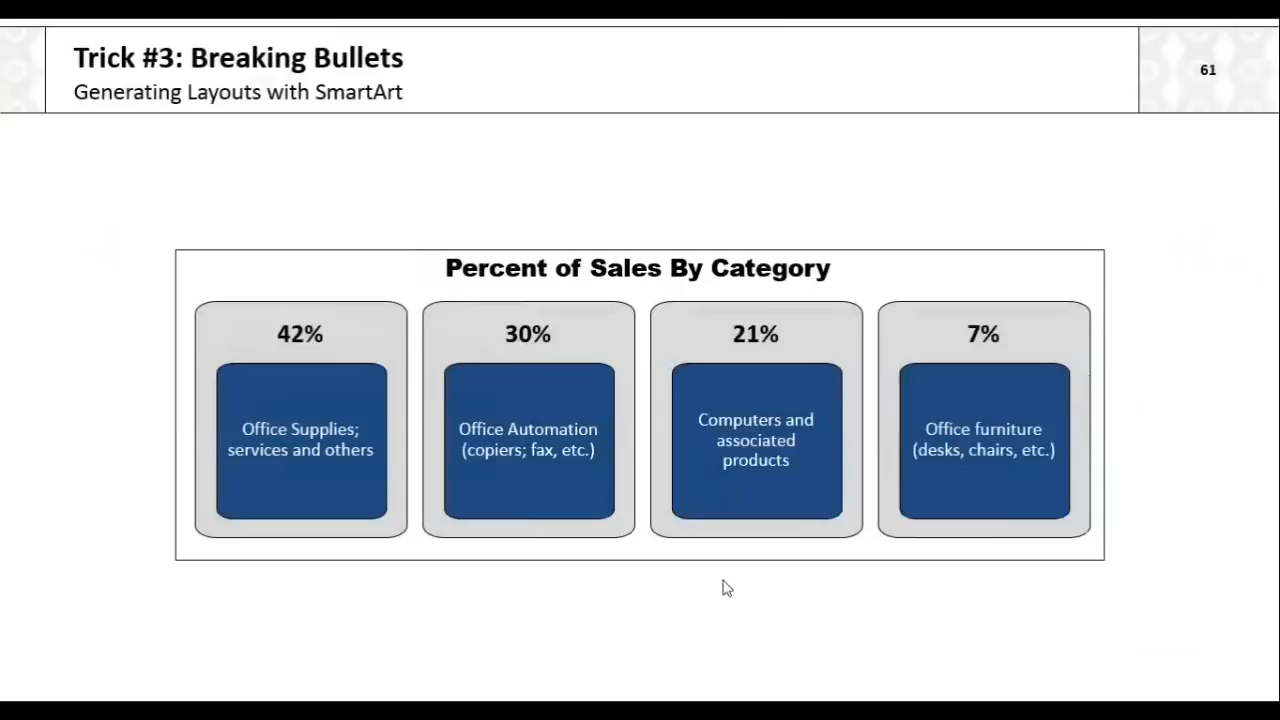 Trick #3: Breaking Bullets
Generating Layouts with SmartArt
61
Percent of Sales By Category
42%
Office Supplies;
services and others
30%
Office Automation
(copiers; fax, etc.)
21%
Computers and
associated
products
7%
Office furniture
(desks, chairs, etc.)